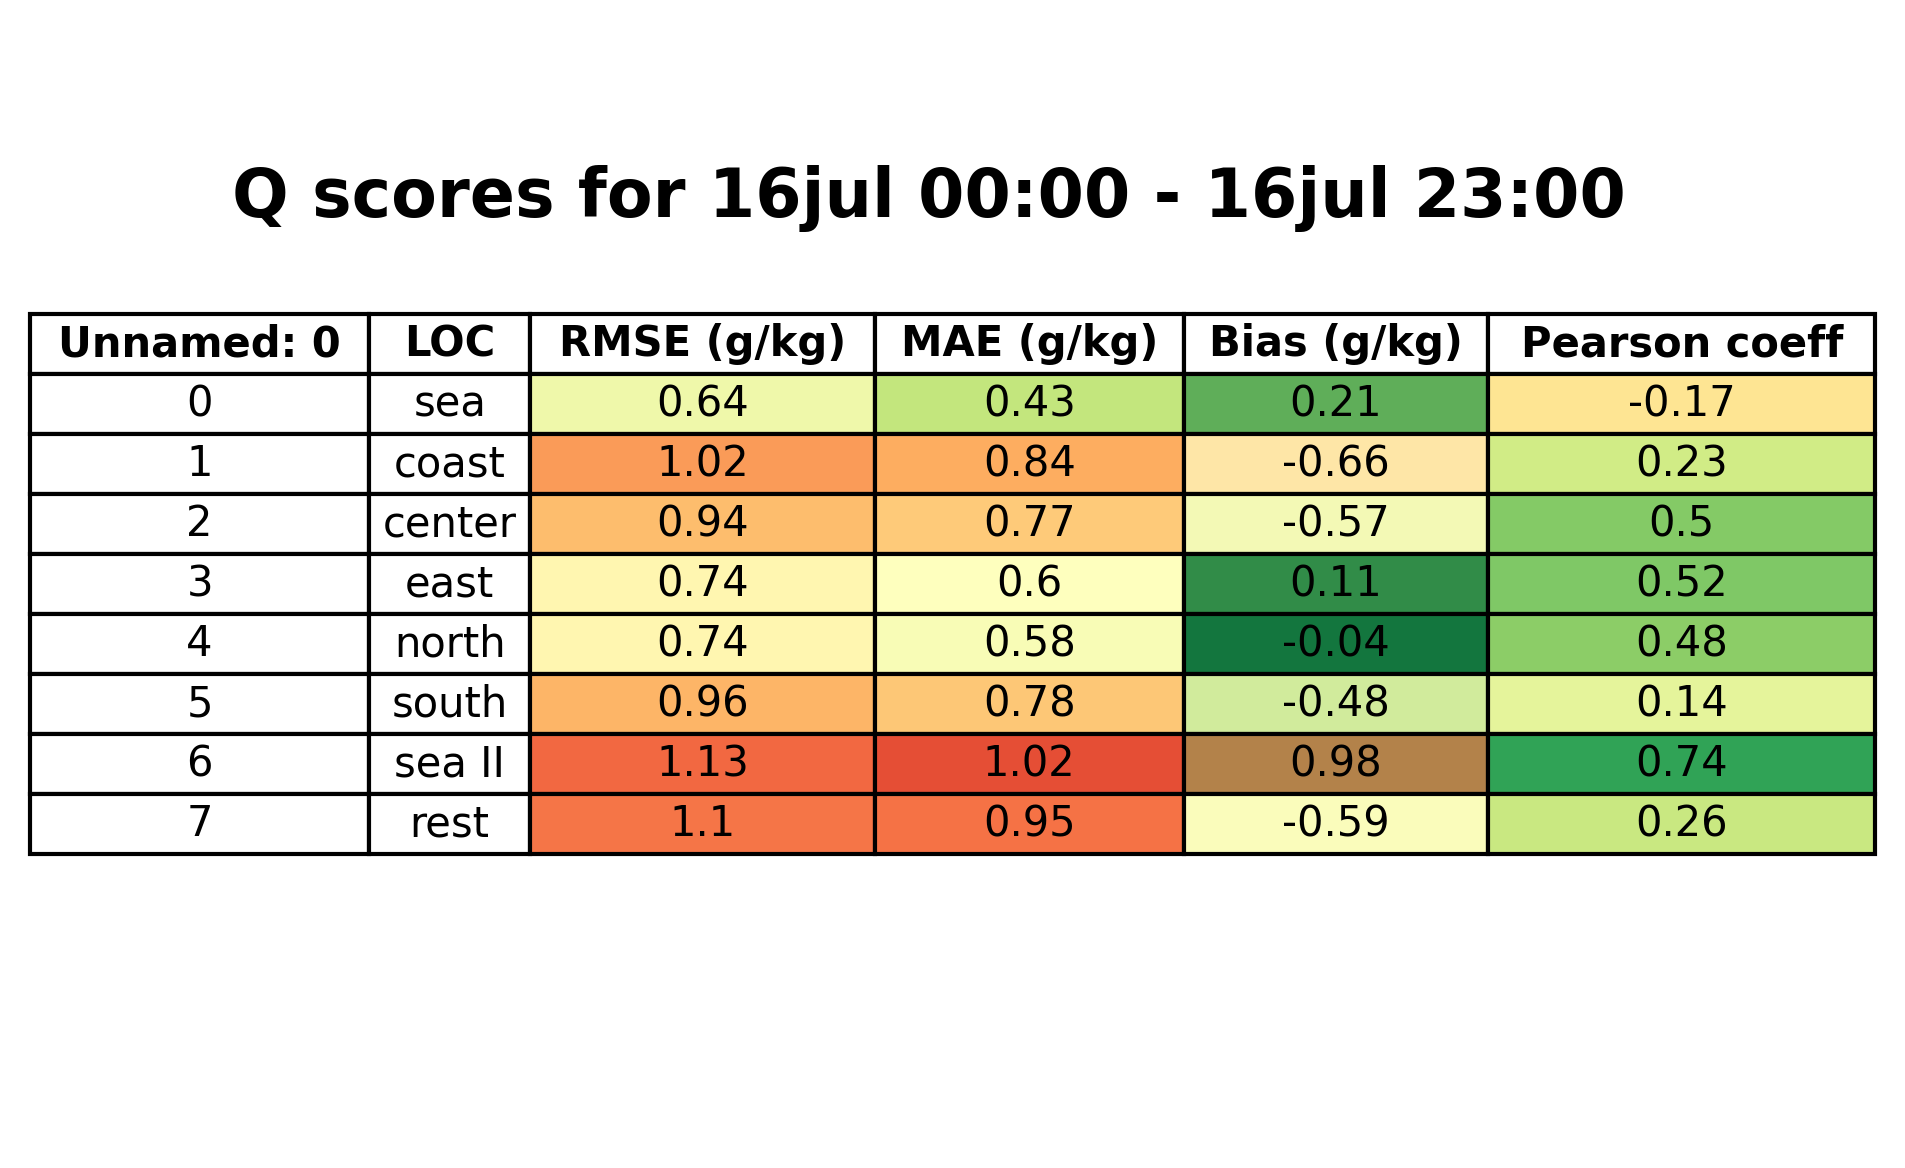 Q scores for 16jul 00:00 - 16jul 23:00
Unnamed: 0 LOC RMSE (g/kg) MAE (g/kg) Bias (g/kg) Pearson coeff
0 sea 0.64 0.43 0.21 -0.17
1 coast 1.02 0.84 -0.66 0.23
2 center 0.94 0.77 -0.57 0.5
3 east 0.74 0.6 0.11 0.52
4 north 0.74 0.58 -0.04 0.48
5 south 0.96 0.78 -0.48 0.14
6 sea II 1.13 1.02 0.98 0.74
7 rest 1.1 0.95 -0.59 0.26